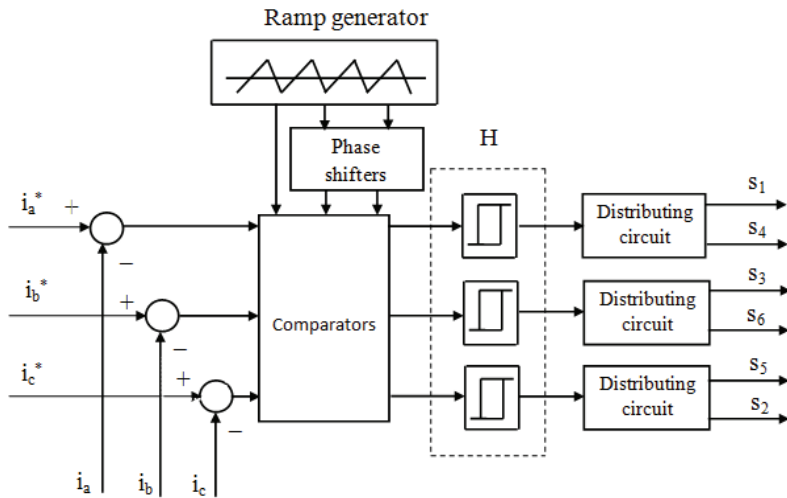 Ramp generator
Phase
shifters
H
i_a* +
−
i_b* +
−
i_c* +
−
Comparators
Distributing
circuit
s_1
s_4
Distributing
circuit
s_3
s_6
Distributing
circuit
s_5
s_2
i_a i_b i_c